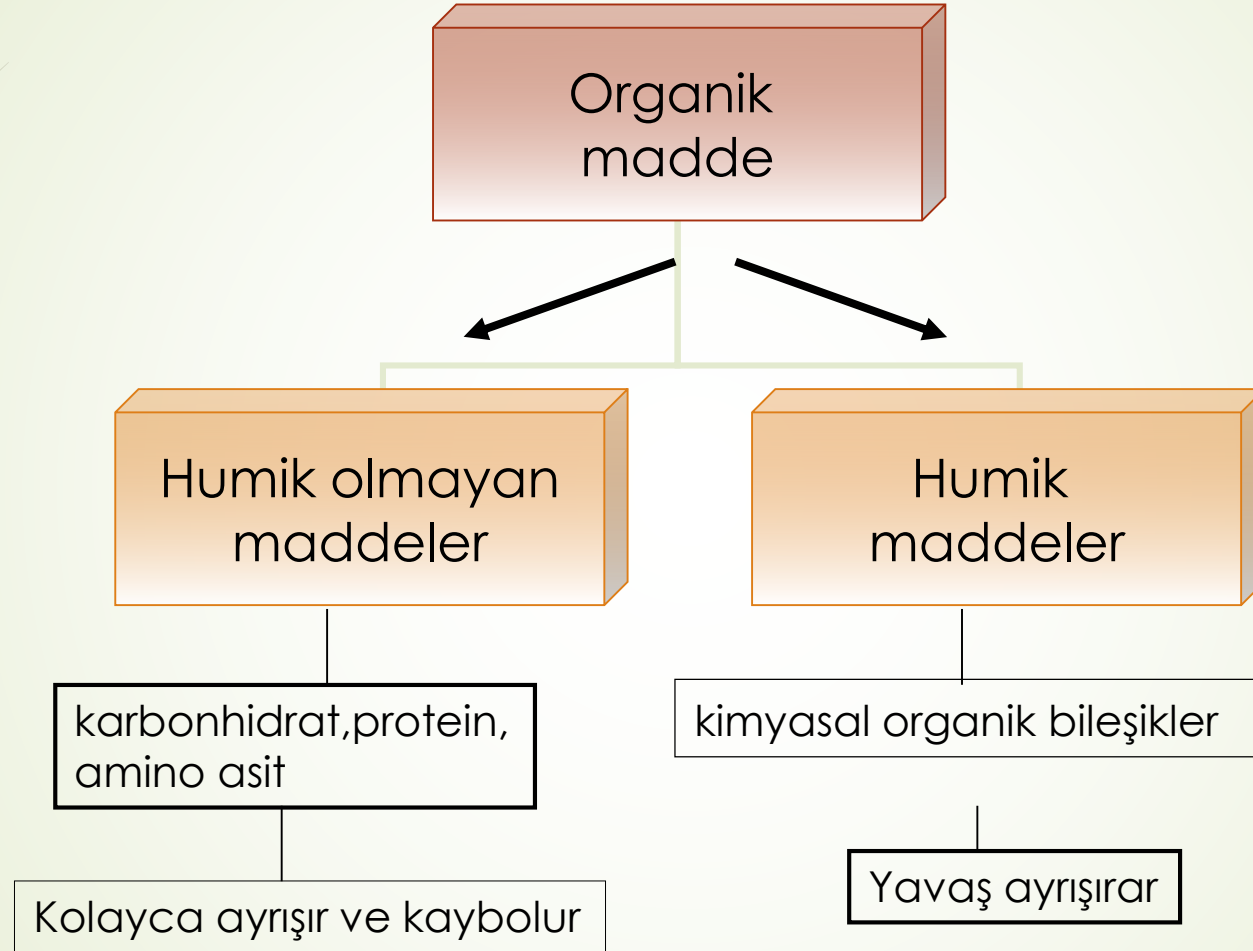 Organik
madde
Humik olmayan
maddeler
Humik
maddeler
karbonhidrat,protein,
amino asit
kimyasal organik bileşikler
Kolayca ayrışır ve kaybolur
Yavaş ayrışırar